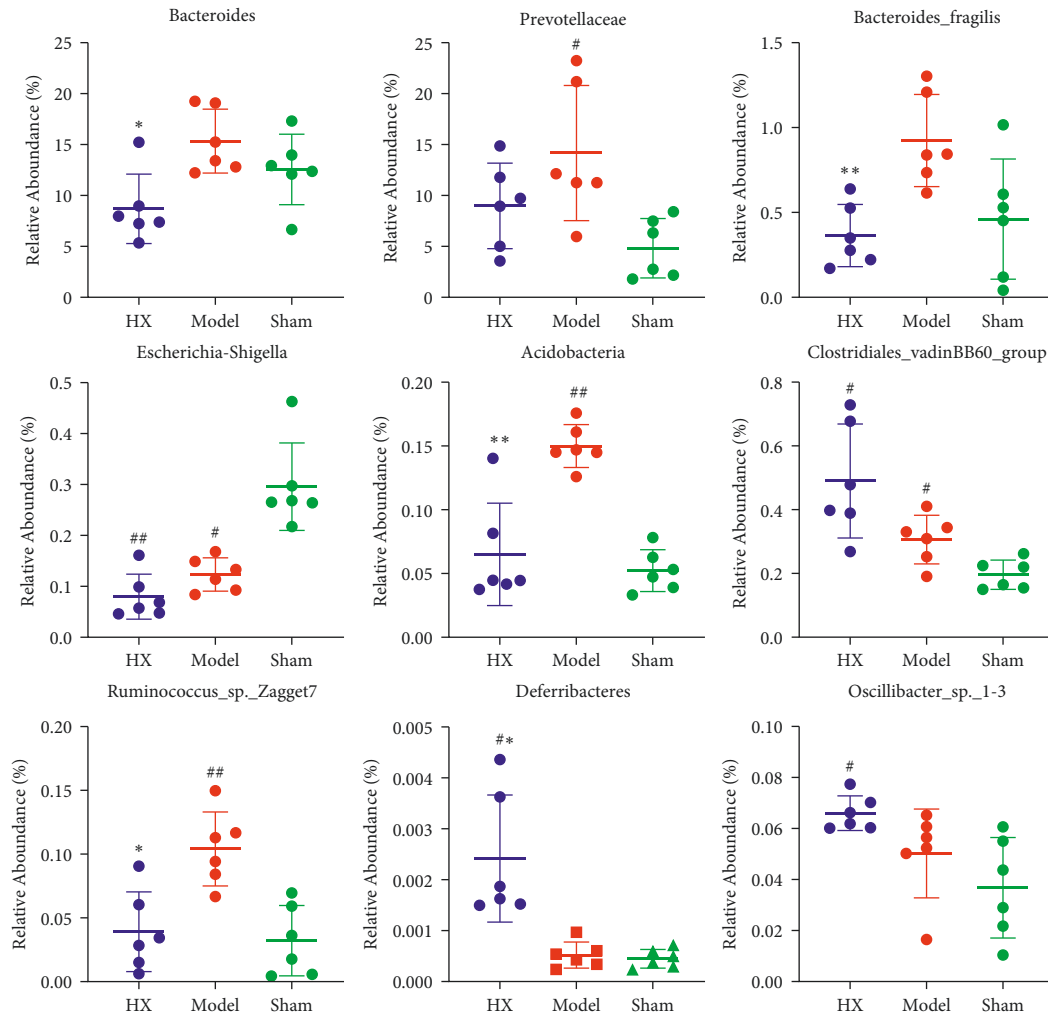 Bacteroides
Relative Aboundance (%)
25
20
15
10
5
0
*
HX Model Sham
Prevotellaceae
Relative Aboundance (%)
25
20
15
10
5
0
#
HX Model Sham
Bacteroides_fragilis
Relative Aboundance (%)
1.5
1.0
0.5
0.0
**
HX Model Sham
Escherichia-Shigella
Relative Aboundance (%)
0.5
0.4
0.3
0.2
0.1
0.0
## #
HX Model Sham
Acidobacteria
Relative Aboundance (%)
0.20
0.15
0.10
0.05
0.00
** ##
HX Model Sham
Clostridiales_vadinBB60_group
Relative Aboundance (%)
0.8
0.6
0.4
0.2
0.0
# #
HX Model Sham
Ruminococcus_sp._Zagget7
Relative Aboundance (%)
0.20
0.15
0.10
0.05
0.00
* ##
HX Model Sham
Deferribacteres
Relative Aboundance (%)
0.005
0.004
0.003
0.002
0.001
0.000
#*
HX Model Sham
Oscillibacter_sp._1-3
Relative Aboundance (%)
0.10
0.08
0.06
0.04
0.02
0.00
#
HX Model Sham